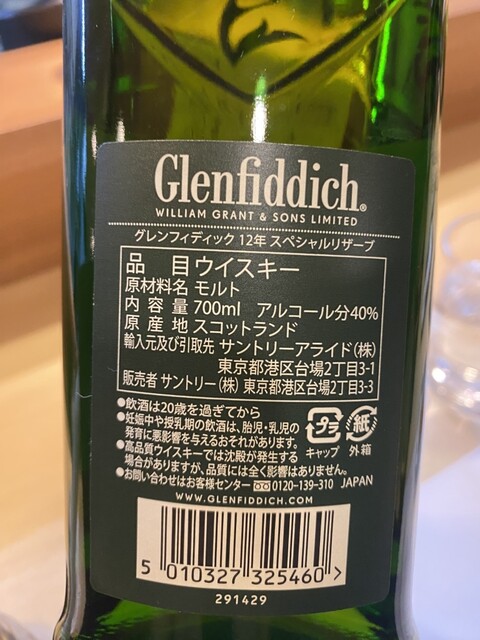 Glenfiddich®
WILLIAM GRANT & SONS LIMITED
グレンフィディック 12年 スペシャルリザーブ
品 目 ウイスキー
原材料名 モルト
内容量 700ml アルコール分40%
原産地 スコットランド
輸入元及び引取先 サントリーアライド(株)
東京都港区台場2丁目3-1
販売者 サントリー(株) 東京都港区台場2丁目3-3
●飲酒は20歳を過ぎてから
●妊娠中や授乳期の飲酒は、胎児・乳児の
発育に悪影響を与えるおそれがあります。
●高品質ウイスキーでは沈殿が発生する
場合がありますが、品質には全く影響はありません。
プラ
キャップ
紙
外箱
●お問い合わせはお客様センター 0120-139-310 JAPAN
WWW.GLENFIDDICH.COM
5 010327 325460 >
291429